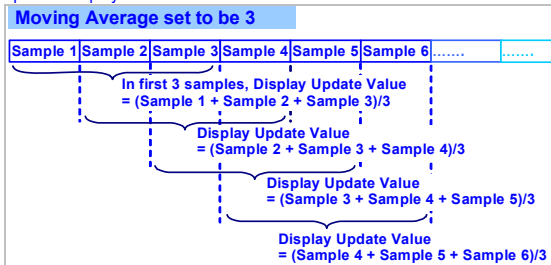 Moving Average set to be 3
Sample 1 Sample 2 Sample 3 Sample 4 Sample 5 Sample 6 ....... .......
In first 3 samples, Display Update Value
= (Sample 1 + Sample 2 + Sample 3)/3
Display Update Value
= (Sample 2 + Sample 3 + Sample 4)/3
Display Update Value
= (Sample 3 + Sample 4 + Sample 5)/3
Display Update Value
= (Sample 4 + Sample 5 + Sample 6)/3